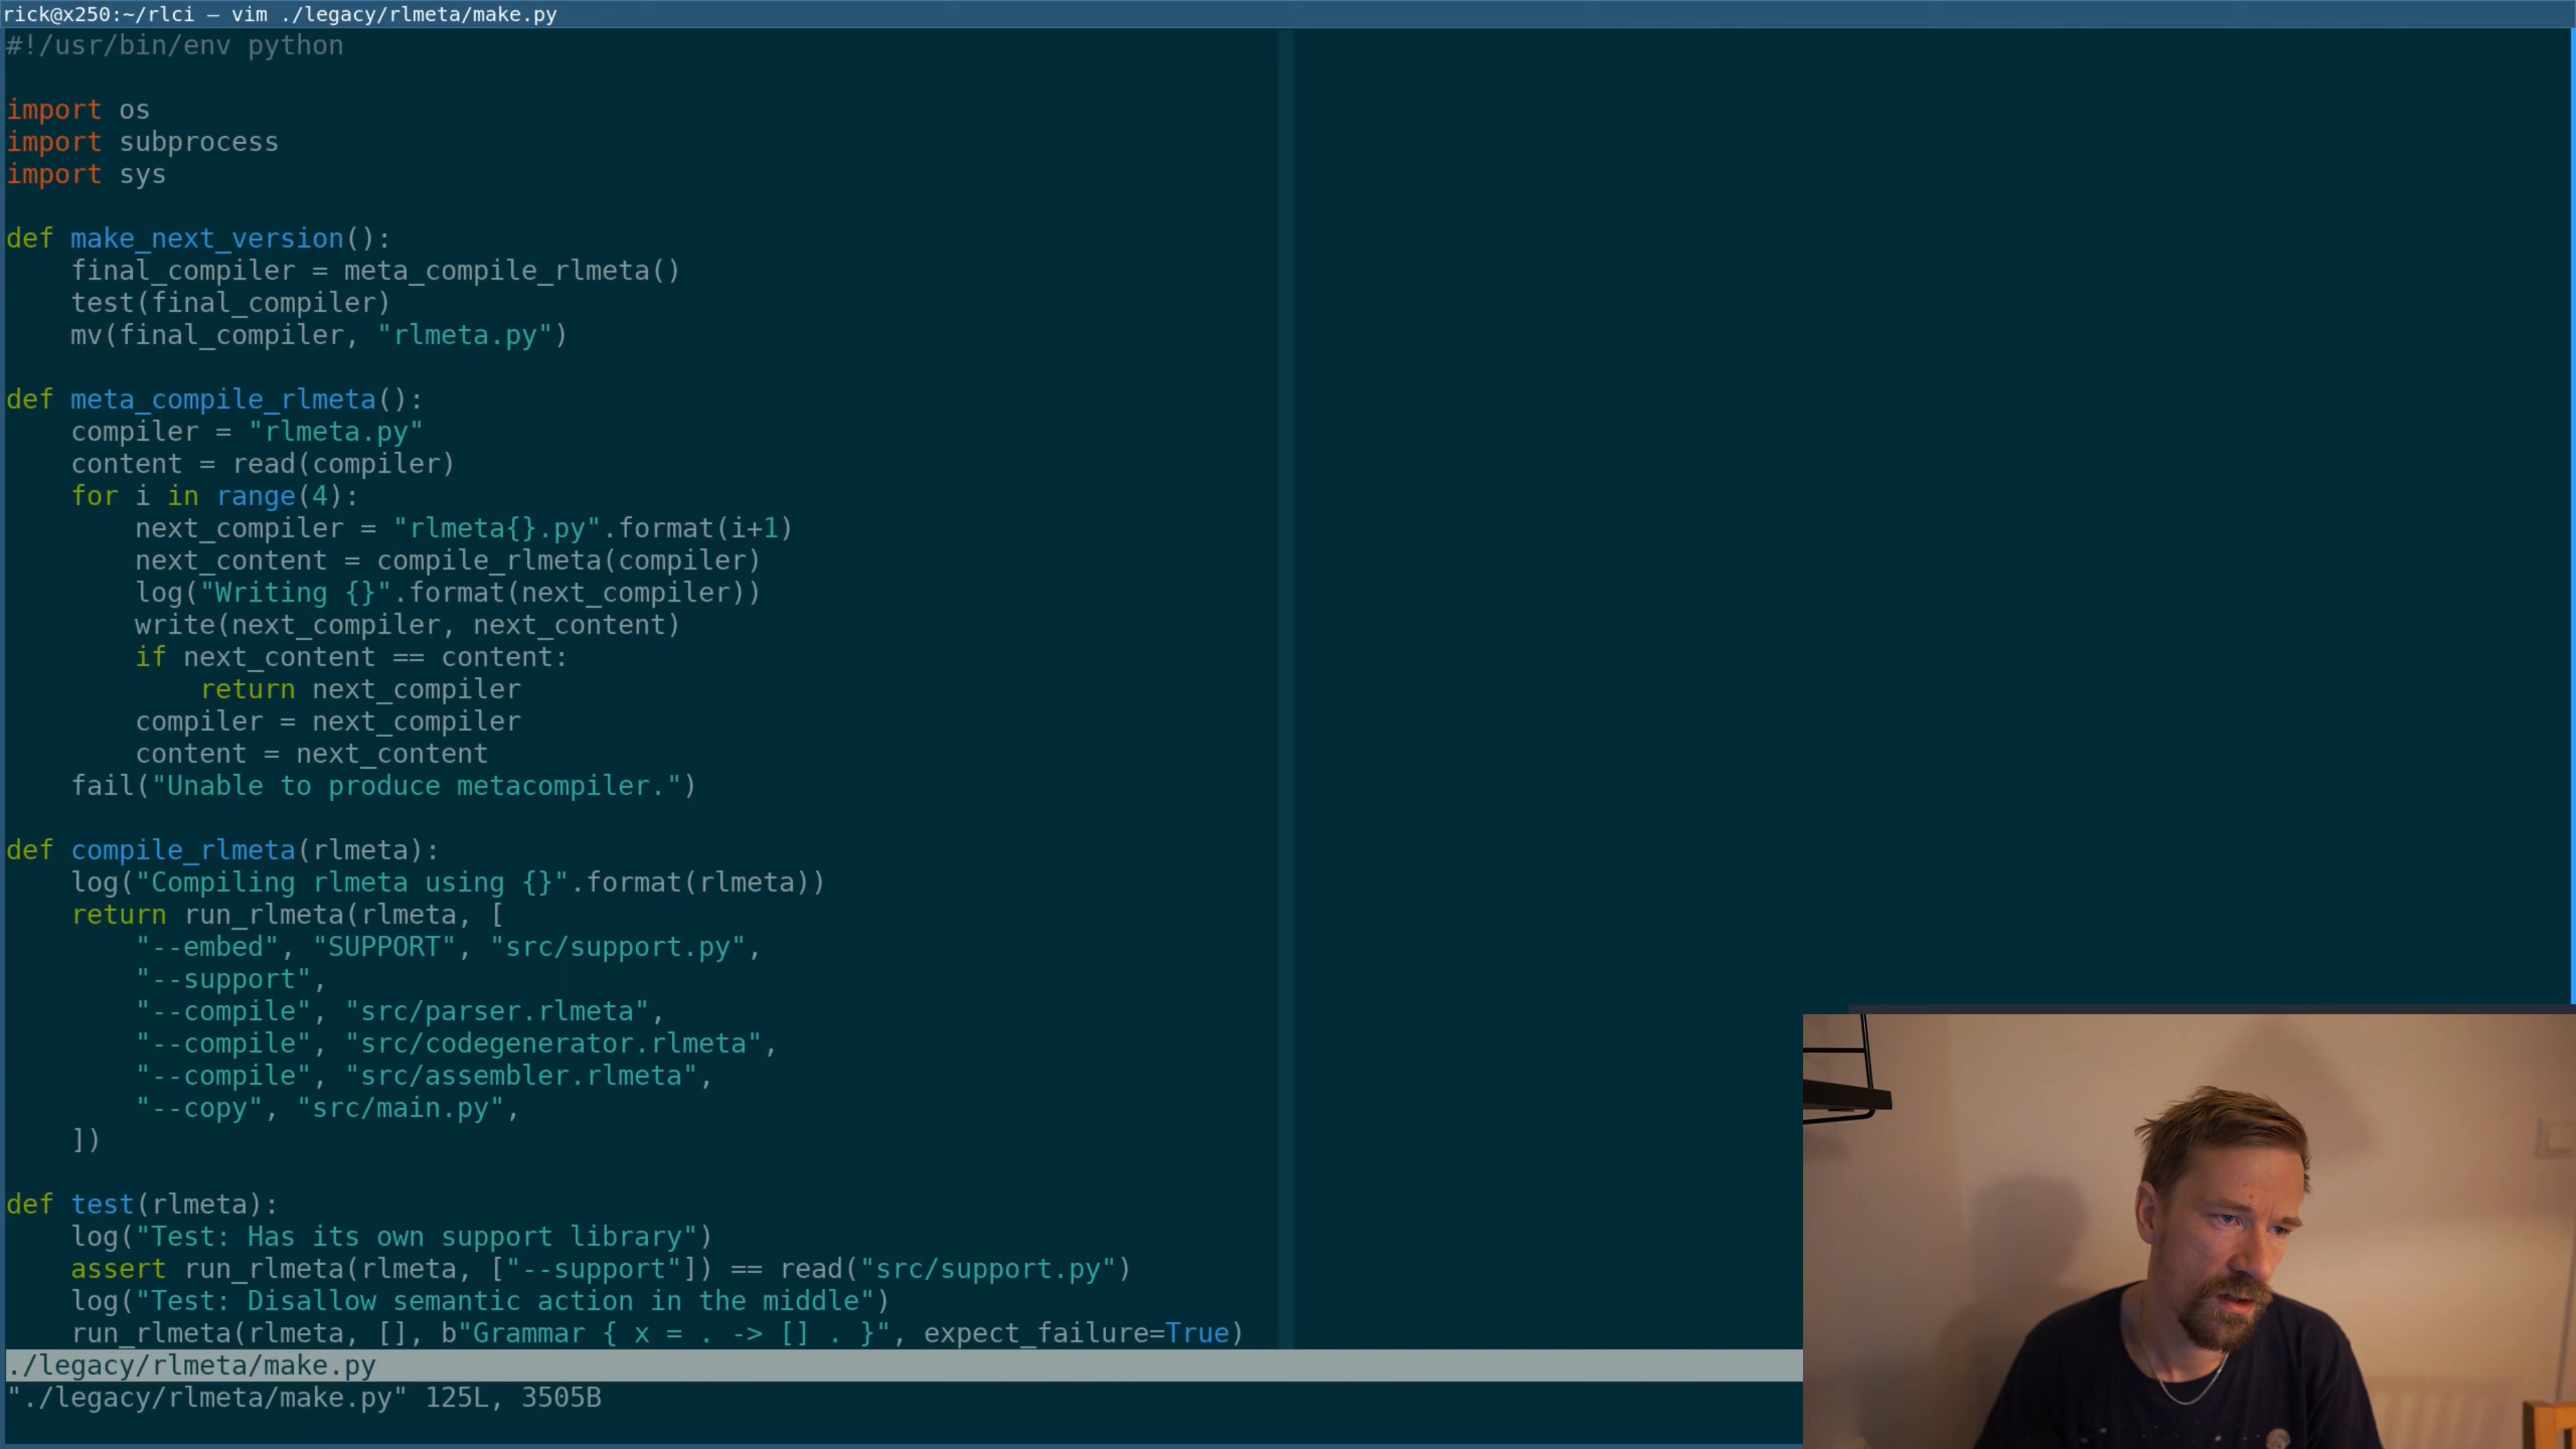 rick@x250:~/rlci — vim ./legacy/rlmeta/make.py
#!/usr/bin/env python
import os
import subprocess
import sys
def make_next_version():
    final_compiler = meta_compile_rlmeta()
    test(final_compiler)
    mv(final_compiler, "rlmeta.py")
def meta_compile_rlmeta():
    compiler = "rlmeta.py"
    content = read(compiler)
    for i in range(4):
        next_compiler = "rlmeta{}.py".format(i+1)
        next_content = compile_rlmeta(compiler)
        log("Writing {}".format(next_compiler))
        write(next_compiler, next_content)
        if next_content == content:
            return next_compiler
        compiler = next_compiler
        content = next_content
    fail("Unable to produce metacompiler.")
def compile_rlmeta(rlmeta):
    log("Compiling rlmeta using {}".format(rlmeta))
    return run_rlmeta(rlmeta, [
        "--embed", "SUPPORT", "src/support.py",
        "--support",
        "--compile", "src/parser.rlmeta",
        "--compile", "src/codegenerator.rlmeta",
        "--compile", "src/assembler.rlmeta",
        "--copy", "src/main.py",
    ])
def test(rlmeta):
    log("Test: Has its own support library")
    assert run_rlmeta(rlmeta, ["--support"]) == read("src/support.py")
    log("Test: Disallow semantic action in the middle")
    run_rlmeta(rlmeta, [], b"Grammar { x = . -> [] . }", expect_failure=True)
./legacy/rlmeta/make.py
"./legacy/rlmeta/make.py" 125L, 3505B